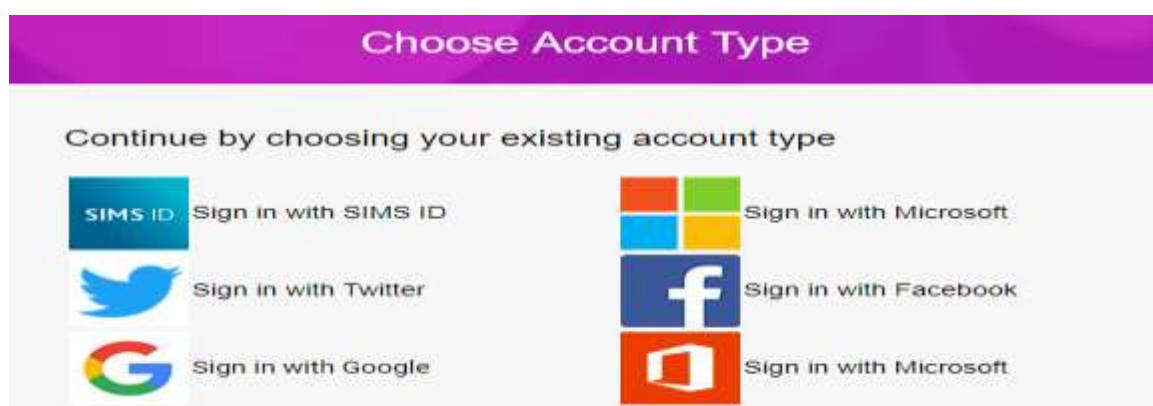 Choose Account Type
Continue by choosing your existing account type
SIMS ID Sign in with SIMS ID
Sign in with Microsoft
Sign in with Twitter
Sign in with Facebook
Sign in with Google
Sign in with Microsoft